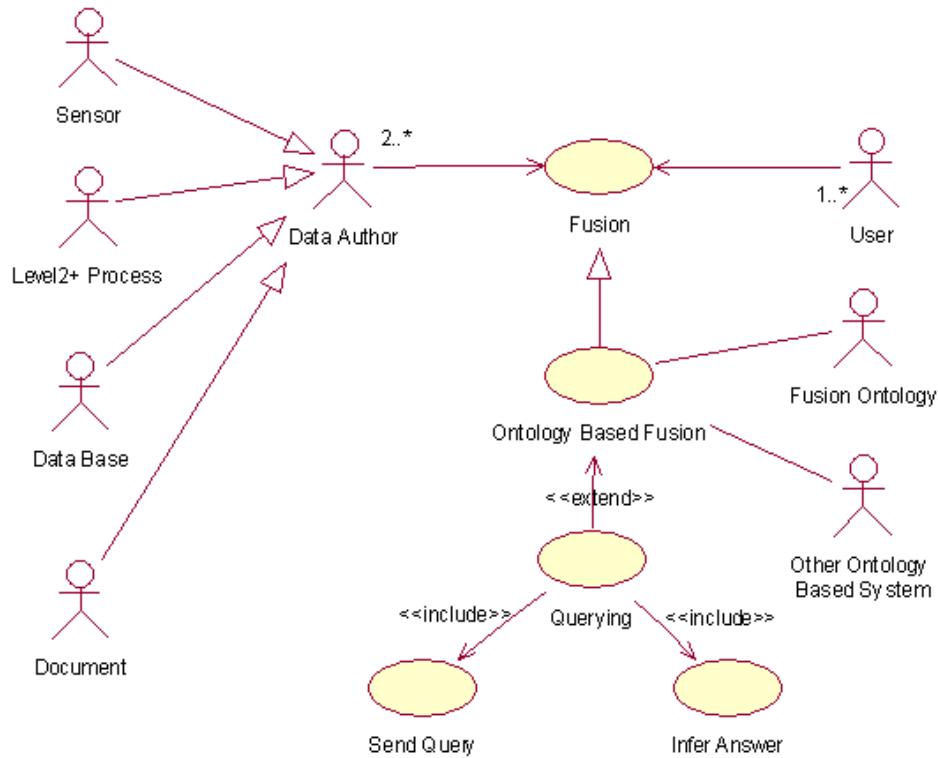 Sensor
2..*
Data Author
Fusion
1..*
User
Level2+ Process
Fusion Ontology
Data Base
Ontology Based Fusion
<<extend>>
Other Ontology
Based System
<<include>>
Querying
<<include>>
Document
Send Query
Infer Answer